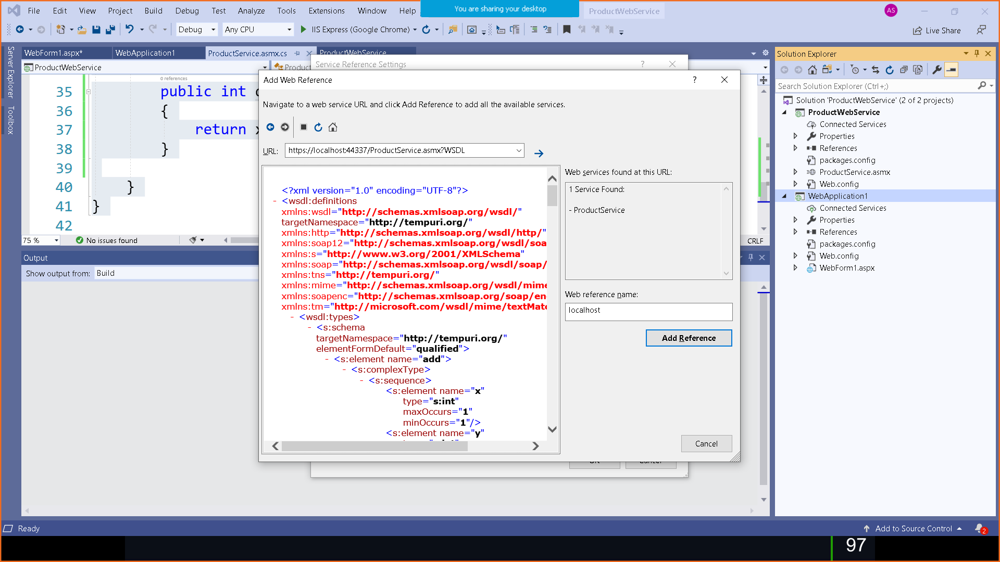 File Edit View Project Build Debug Test Analyze Tools Extensions Window Help
You are sharing your desktop
ProductWebService
AS
Debug
Any CPU
IIS Express (Google Chrome)
Live Share
Server Explorer
Toolbox
WebForm1.aspx*
WebApplication1
ProductService.asmx.cs
ProductWebService
ProductWebService
Produc
0 references
35 public int
36 {
37 return x
38 }
39
40 }
41 }
42
75 %
No issues found
CRLF
Output
Show output from: Build
Service Reference Settings
?
Add Web Reference
?
Navigate to a web service URL and click Add Reference to add all the available services.
URL: https://localhost:44337/ProductService.asmx?WSDL
<?xml version="1.0" encoding="UTF-8"?>
- <wsdl:definitions
xmlns:wsdl="http://schemas.xmlsoap.org/wsdl/"
targetNamespace="http://tempuri.org/"
xmlns:http="http://schemas.xmlsoap.org/wsdl/http/"
xmlns:soap12="http://schemas.xmlsoap.org/wsdl/soa
xmlns:s="http://www.w3.org/2001/XMLSchema"
xmlns:soap="http://schemas.xmlsoap.org/wsdl/soap/
xmlns:tns="http://tempuri.org/"
xmlns:mime="http://schemas.xmlsoap.org/wsdl/mime
xmlns:soapenc="http://schemas.xmlsoap.org/soap/en
xmlns:tm="http://microsoft.com/wsdl/mime/textMatc
- <wsdl:types>
- <s:schema
targetNamespace="http://tempuri.org/"
elementFormDefault="qualified">
- <s:element name="add">
- <s:complexType>
- <s:sequence>
<s:element name="x"
type="s:int"
maxOccurs="1"
minOccurs="1"/>
<s:element name="y"
Web services found at this URL:
1 Service Found:
- ProductService
Web reference name:
localhost
Add Reference
Cancel
OK
Cancel
Solution Explorer
Search Solution Explorer (Ctrl+;)
Solution 'ProductWebService' (2 of 2 projects)
ProductWebService
Connected Services
Properties
References
packages.config
ProductService.asmx
Web.config
WebApplication1
Connected Services
Properties
References
packages.config
Web.config
WebForm1.aspx
Ready
Add to Source Control
2
97